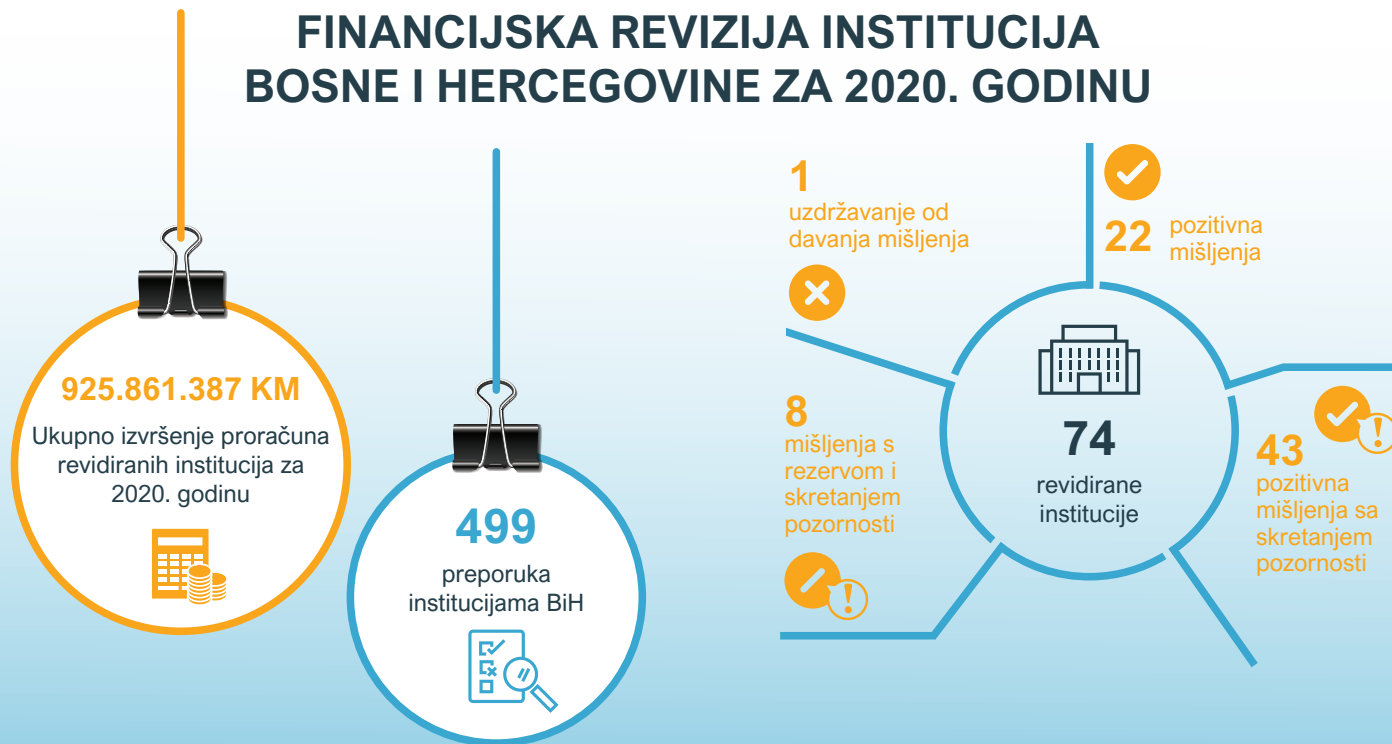 FINANCIJSKA REVIZIJA INSTITUCIJA
BOSNE I HERCEGOVINE ZA 2020. GODINU
925.861.387 KM
Ukupno izvršenje proračuna
revidiranih institucija za
2020. godinu
499
preporuka
institucijama BiH
1
uzdržavanje od
davanja mišljenja
22
pozitivna
mišljenja
8
mišljenja s
rezervom i
skretanjem
pozornosti
74
revidirane
institucije
43
pozitivna
mišljenja sa
skretanjem
pozornosti